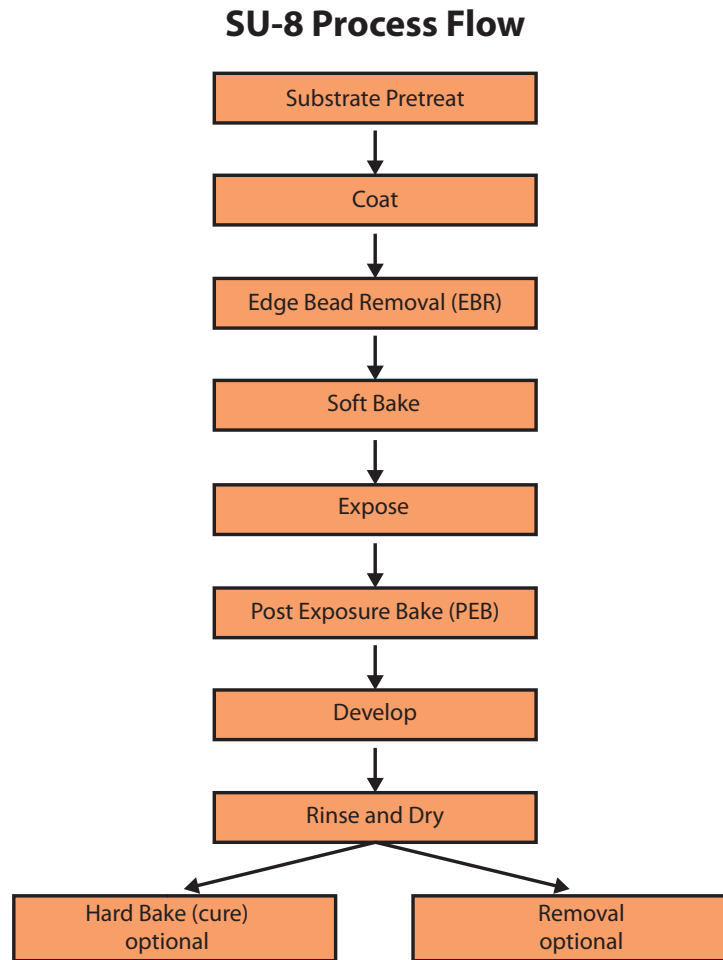 SU-8 Process Flow
Substrate Pretreat
Coat
Edge Bead Removal (EBR)
Soft Bake
Expose
Post Exposure Bake (PEB)
Develop
Rinse and Dry
Hard Bake (cure)
optional
Removal
optional